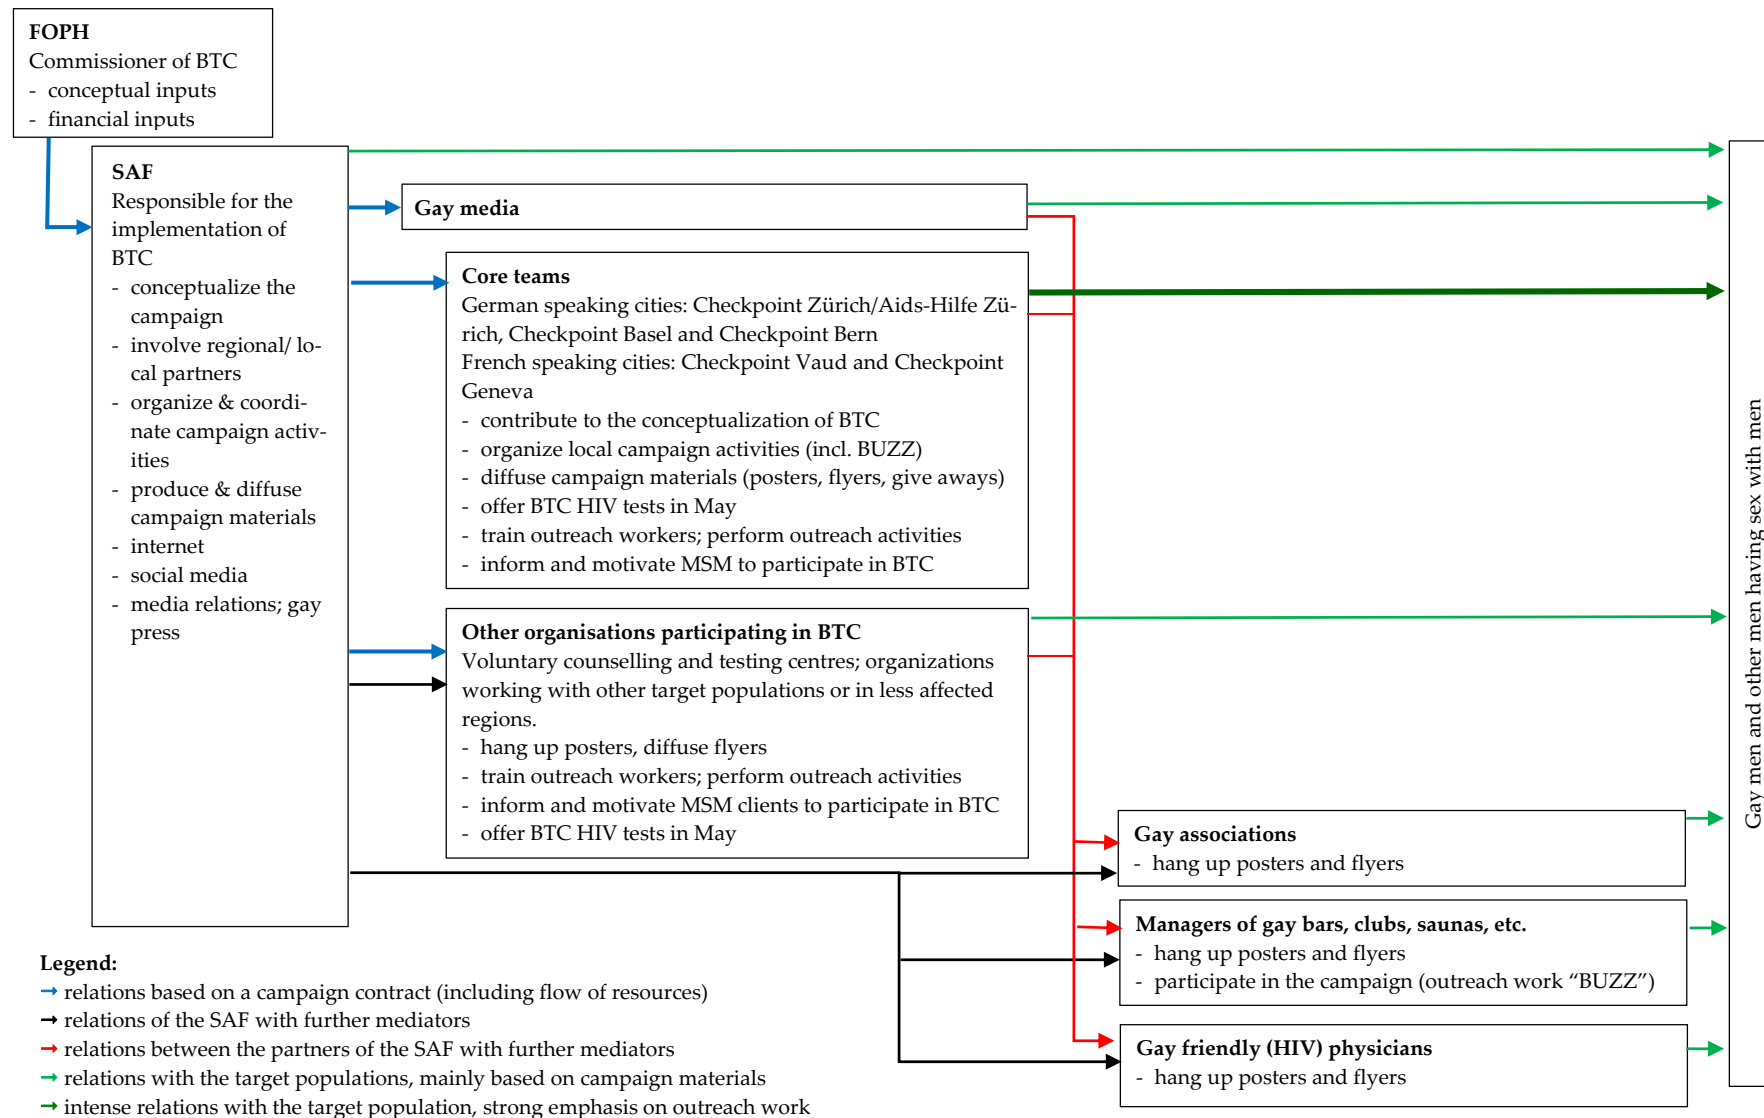 FOPH
Commissioner of BTC
- conceptual inputs
- financial inputs
SAF
Responsible for the
implementation of
BTC
- conceptualize the
campaign
- involve regional/ lo-
cal partners
- organize & coordi-
nate campaign activ-
ities
- produce & diffuse
campaign materials
- internet
- social media
- media relations; gay
press
Gay media
Core teams
German speaking cities: Checkpoint Zürich/Aids-Hilfe Zü-
rich, Checkpoint Basel and Checkpoint Bern
French speaking cities: Checkpoint Vaud and Checkpoint
Geneva
- contribute to the conceptualization of BTC
- organize local campaign activities (incl. BUZZ)
- diffuse campaign materials (posters, flyers, give aways)
- offer BTC HIV tests in May
- train outreach workers; perform outreach activities
- inform and motivate MSM to participate in BTC
Other organisations participating in BTC
Voluntary counselling and testing centres; organizations
working with other target populations or in less affected
regions.
- hang up posters, diffuse flyers
- train outreach workers; perform outreach activities
- inform and motivate MSM clients to participate in BTC
- offer BTC HIV tests in May
Gay associations
- hang up posters and flyers
Managers of gay bars, clubs, saunas, etc.
- hang up posters and flyers
- participate in the campaign (outreach work “BUZZ”)
Gay friendly (HIV) physicians
- hang up posters and flyers
Gay men and other men having sex with men
Legend:
→ relations based on a campaign contract (including flow of resources)
→ relations of the SAF with further mediators
→ relations between the partners of the SAF with further mediators
→ relations with the target populations, mainly based on campaign materials
→ intense relations with the target population, strong emphasis on outreach work